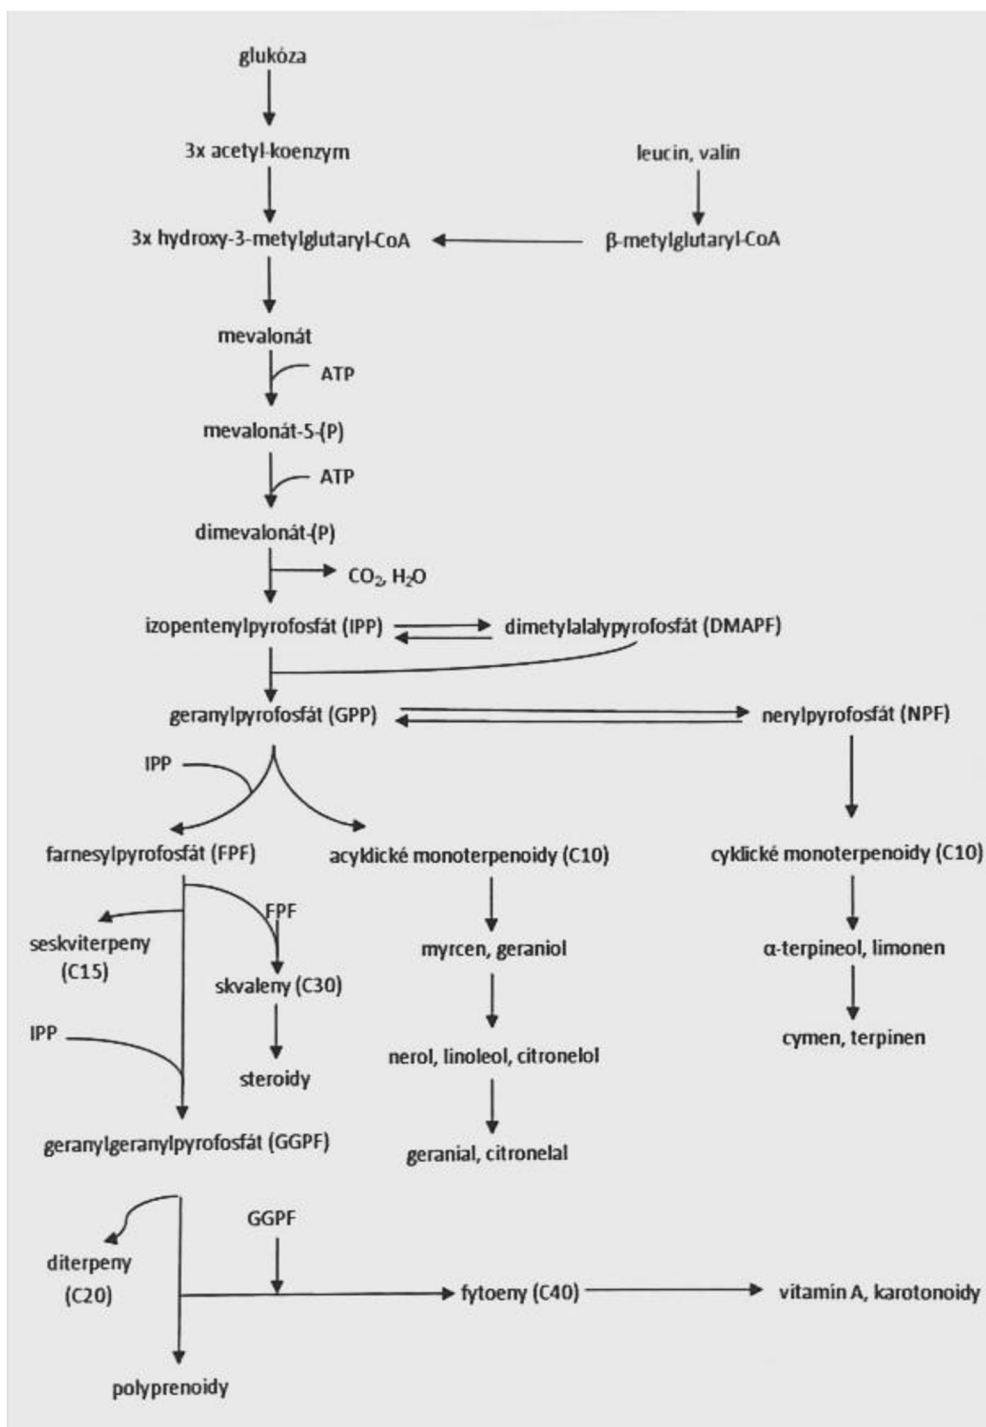 glukóza
3x acetyl-koenzym
leucin, valin
3x hydroxy-3-metylglutaryl-CoA
β-metylglutaryl-CoA
mevalonát
ATP
mevalonát-5-(P)
ATP
dimevalonát-(P)
CO₂, H₂O
izopentenylpyrofosfát (IPP)
dimetylalalypyrofosfát (DMAPF)
geranylpyrofosfát (GPP)
nerylpyrofosfát (NPF)
IPP
farnesylpyrofosfát (FPF)
acyklické monoterpenoidy (C10)
cyklické monoterpenoidy (C10)
FPF
seskviterpeny
(C15)
myrcen, geraniol
α-terpineol, limonen
skvaleny (C30)
IPP
cymen, terpinen
nerol, linoleol, citronelol
steroidy
geranylgeranylpyrofosfát (GGPF)
geranial, citronelal
GGPF
diterpeny
(C20)
fytoeny (C40)
vitamin A, karotonoidy
polyprenoidy